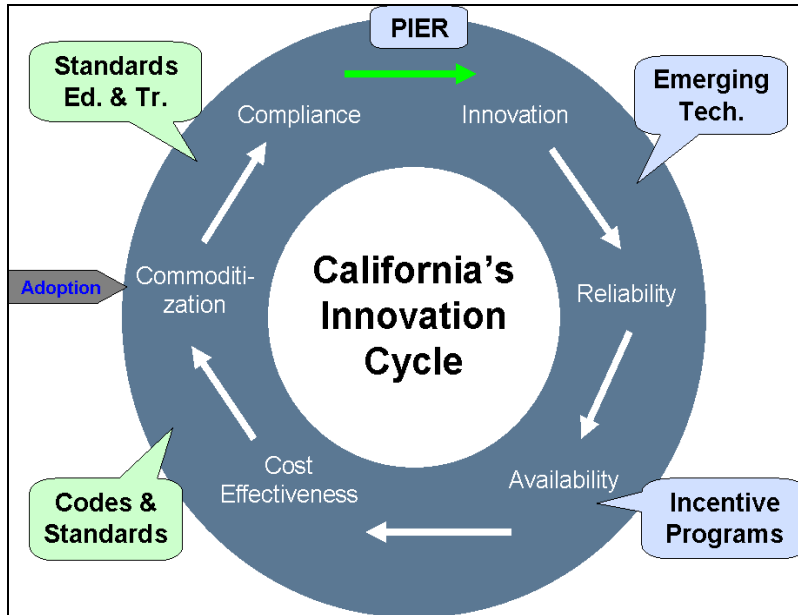 PIER
Standards
Ed. & Tr.
Emerging
Tech.
Compliance
Innovation
Adoption
Commoditi-
zation
California's
Innovation
Cycle
Reliability
Cost
Effectiveness
Availability
Codes &
Standards
Incentive
Programs